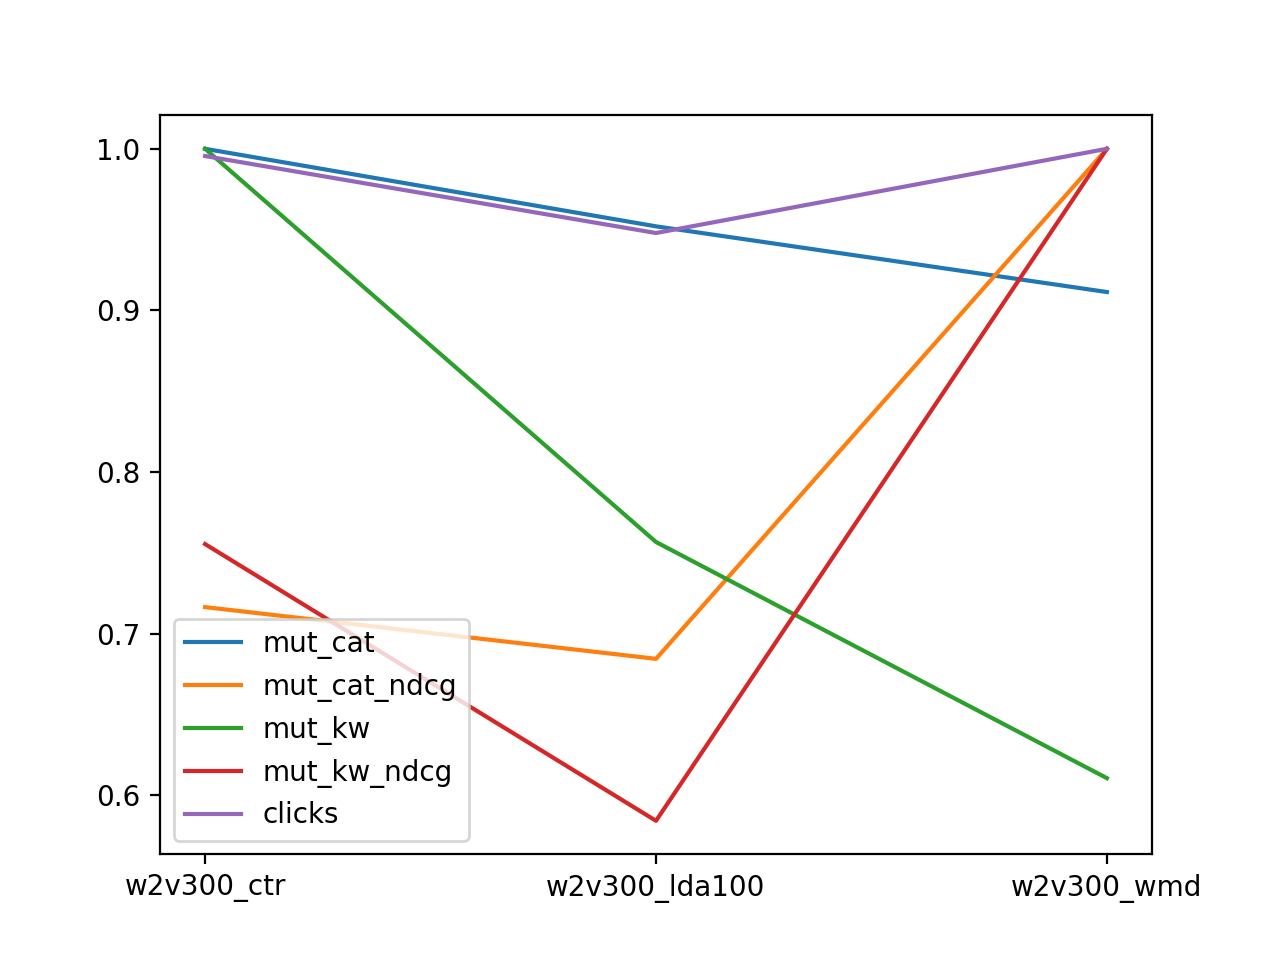 1.0
0.9
0.8
0.7
0.6
mut_cat
mut_cat_ndcg
mut_kw
mut_kw_ndcg
clicks
w2v300_ctr
w2v300_lda100
w2v300_wmd